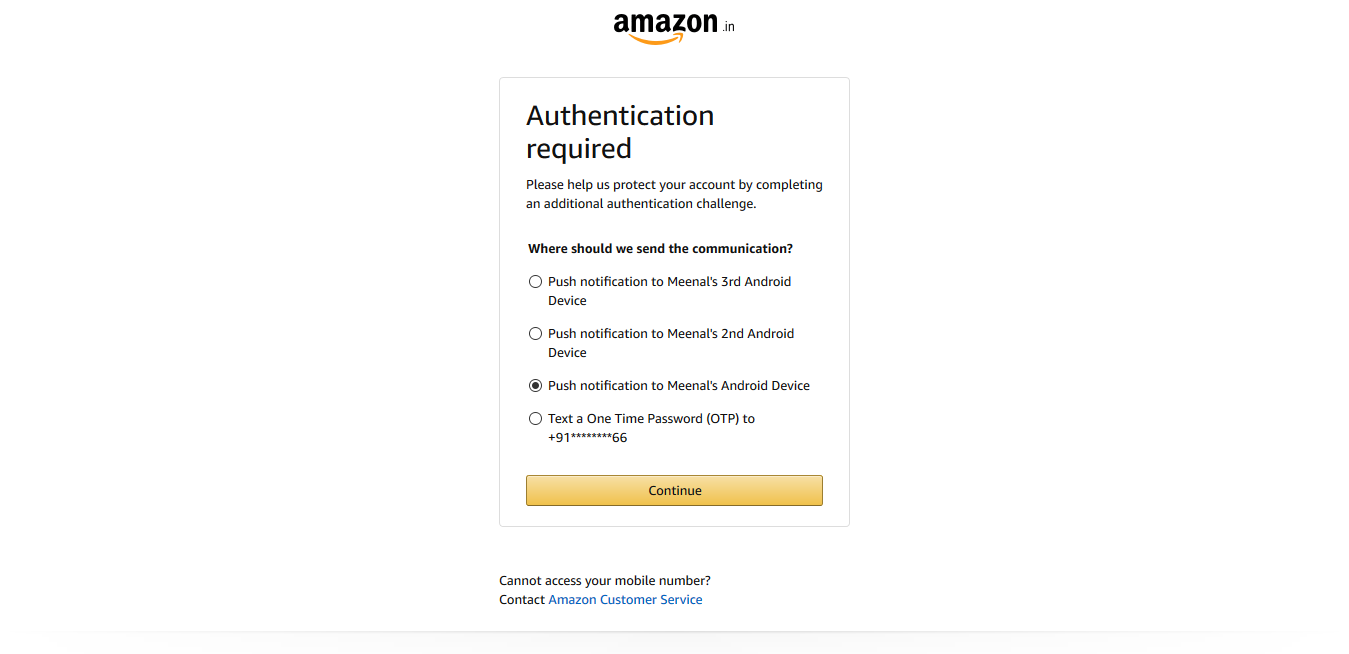 amazon.in
Authentication
required
Please help us protect your account by completing
an additional authentication challenge.
Where should we send the communication?
Push notification to Meenal's 3rd Android
Device
Push notification to Meenal's 2nd Android
Device
Push notification to Meenal's Android Device
Text a One Time Password (OTP) to
+91********66
Continue
Cannot access your mobile number?
Contact Amazon Customer Service